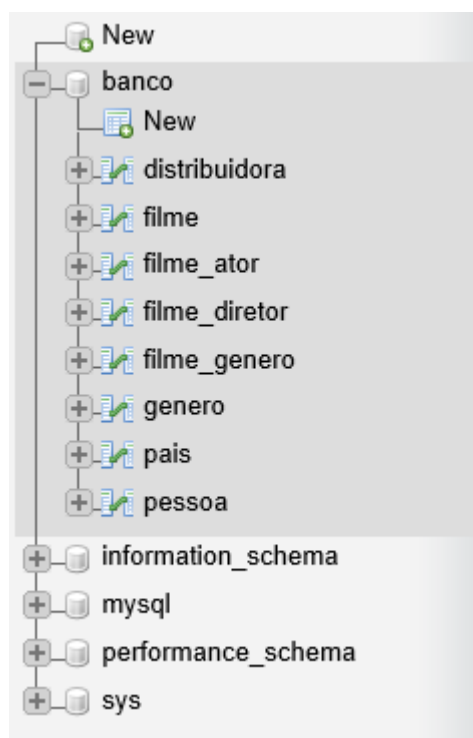 New
banco
New
distribuidora
filme
filme_ator
filme_diretor
filme_genero
genero
pais
pessoa
information_schema
mysql
performance_schema
sys